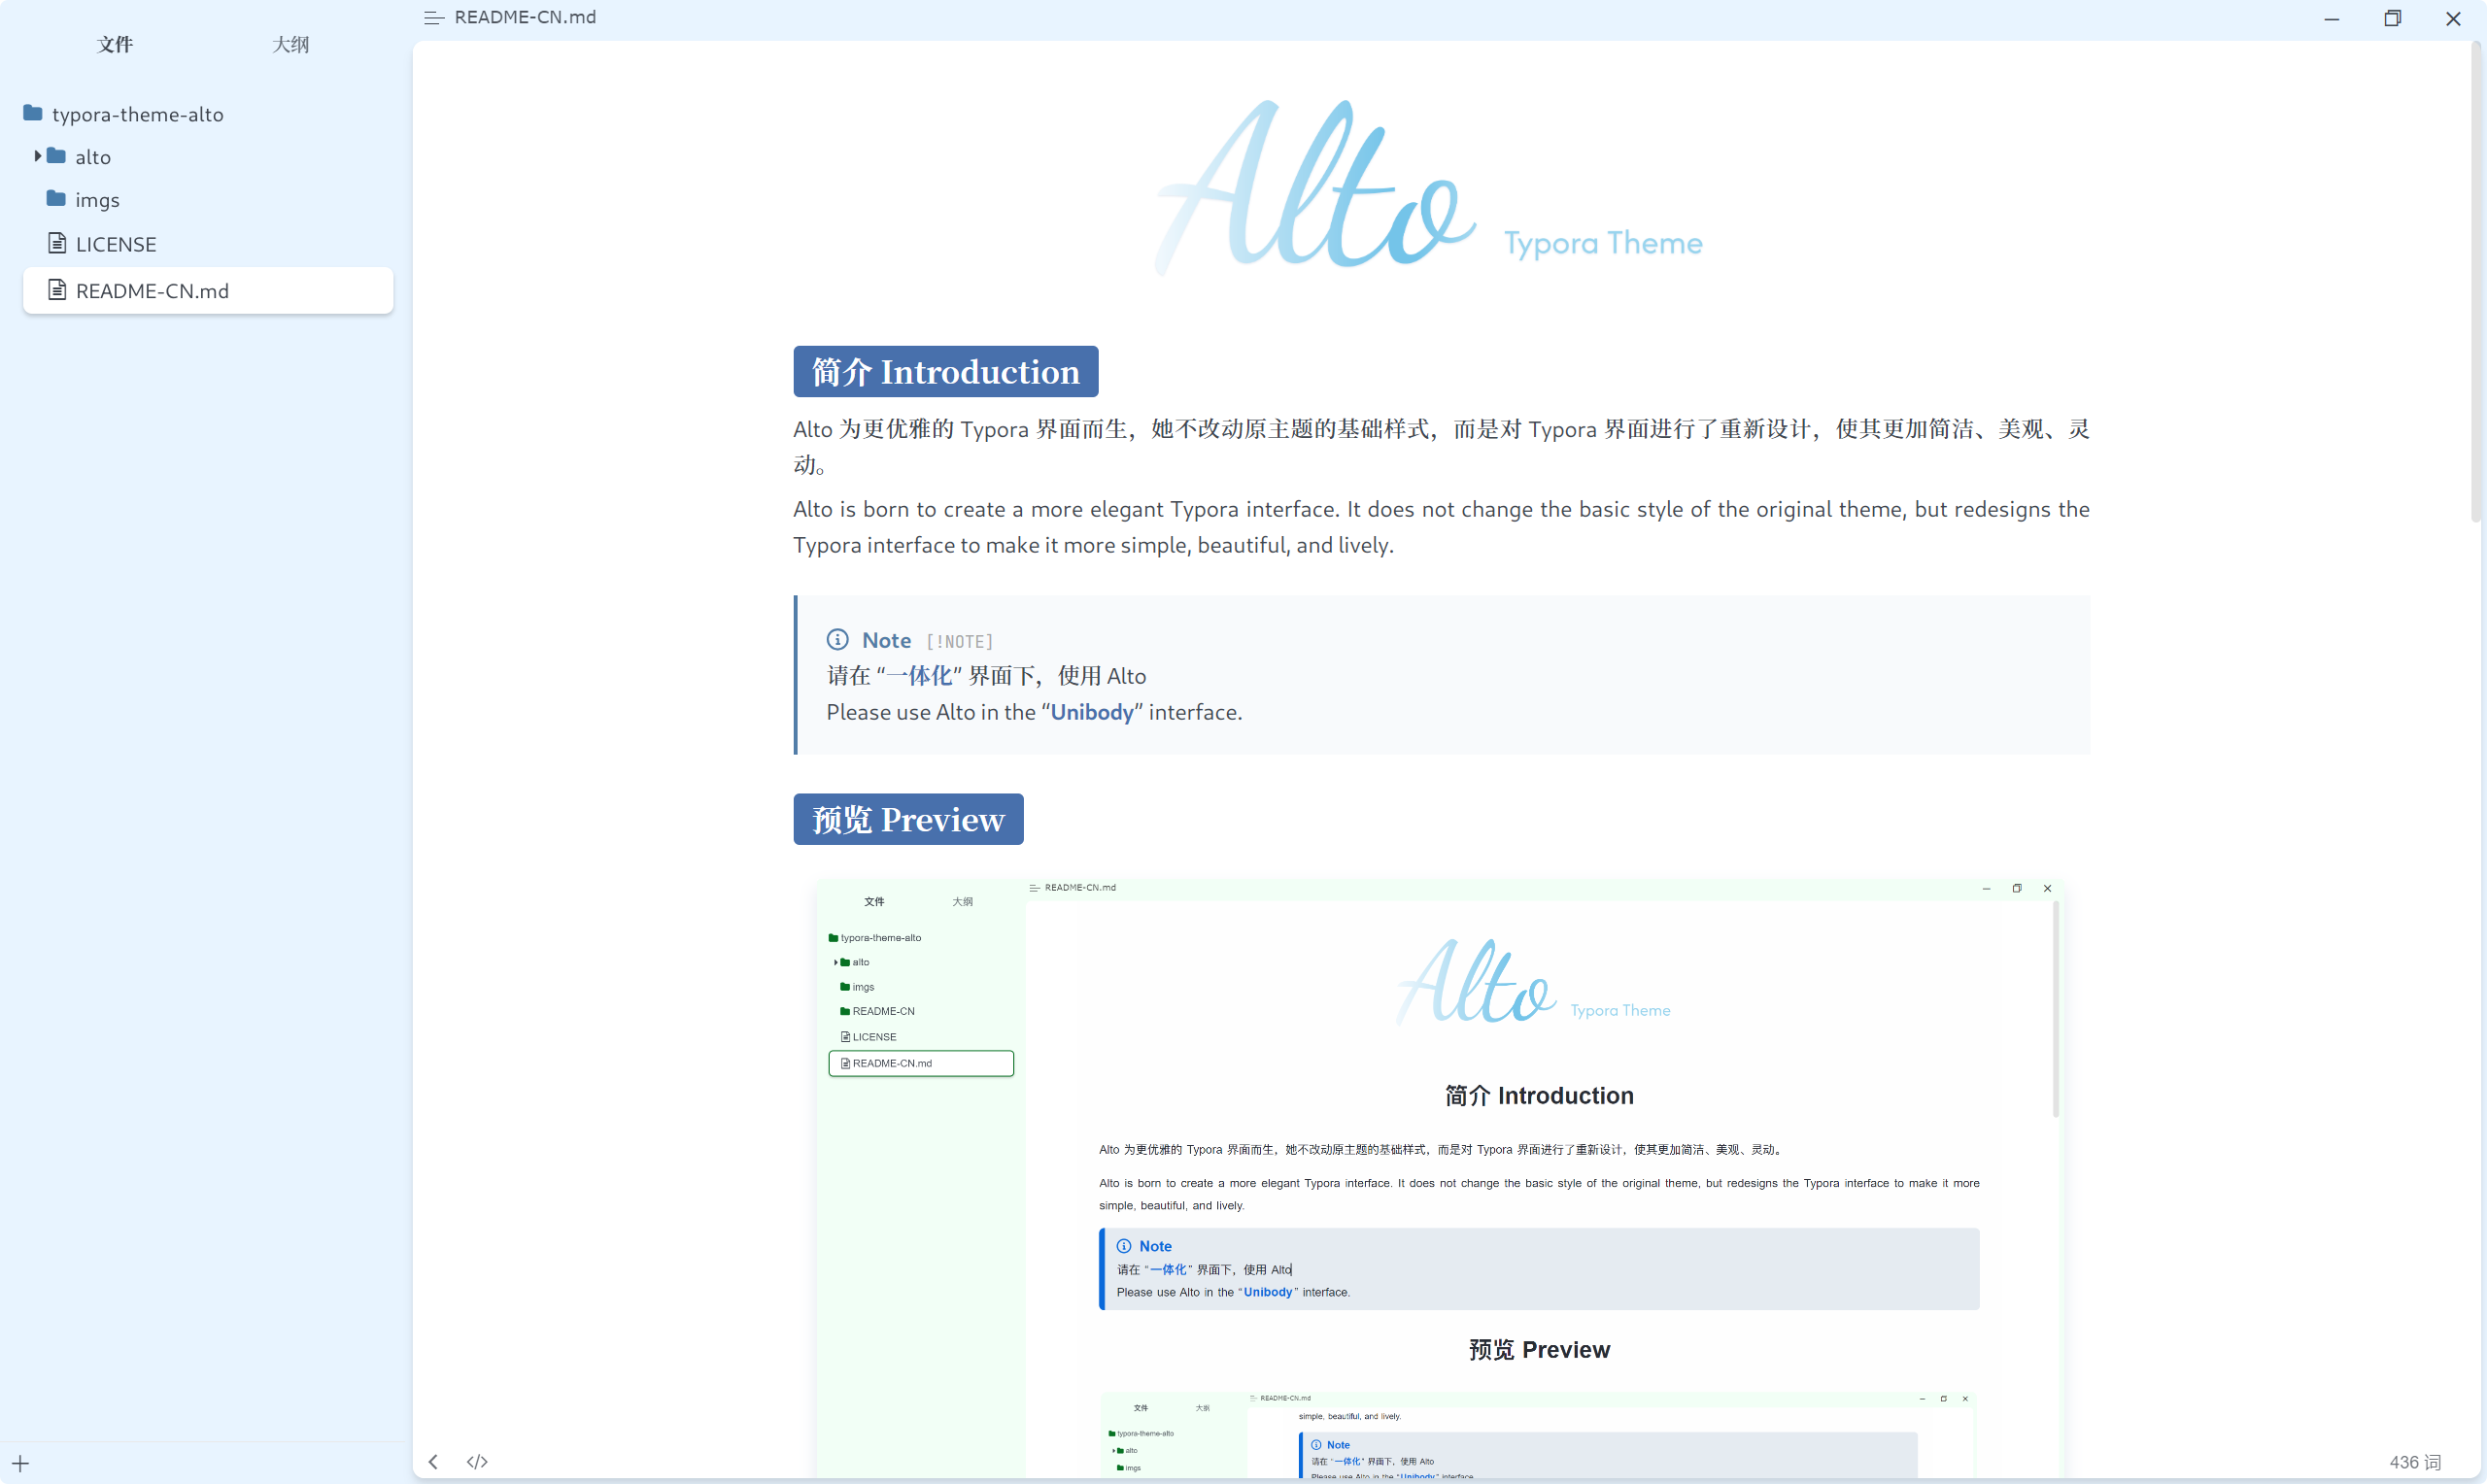 README-CN.md
文件 大纲
typora-theme-alto
alto
imgs
LICENSE
README-CN.md
Alto Typora Theme
简介 Introduction
Alto 为更优雅的 Typora 界面而生，她不改动原主题的基础样式，而是对 Typora 界面进行了重新设计，使其更加简洁、美观、灵
动。
Alto is born to create a more elegant Typora interface. It does not change the basic style of the original theme, but redesigns the
Typora interface to make it more simple, beautiful, and lively.
Note [!NOTE]
请在 “一体化” 界面下，使用 Alto
Please use Alto in the “Unibody” interface.
预览 Preview
README-CN.md
文件 大纲
typora-theme-alto
alto
imgs
README-CN
LICENSE
README-CN.md
Alto Typora Theme
简介 Introduction
Alto 为更优雅的 Typora 界面而生，她不改动原主题的基础样式，而是对 Typora 界面进行了重新设计，使其更加简洁、美观、灵动。
Alto is born to create a more elegant Typora interface. It does not change the basic style of the original theme, but redesigns the Typora interface to make it more
simple, beautiful, and lively.
Note
请在 “一体化” 界面下，使用 Alto
Please use Alto in the “Unibody” interface.
预览 Preview
README-CN.md
文件 大纲
typora-theme-alto
alto
imgs
simple, beautiful, and lively.
Note
请在 “一体化” 界面下，使用 Alto
Please use Alto in the “Unibody” interface.
436 词